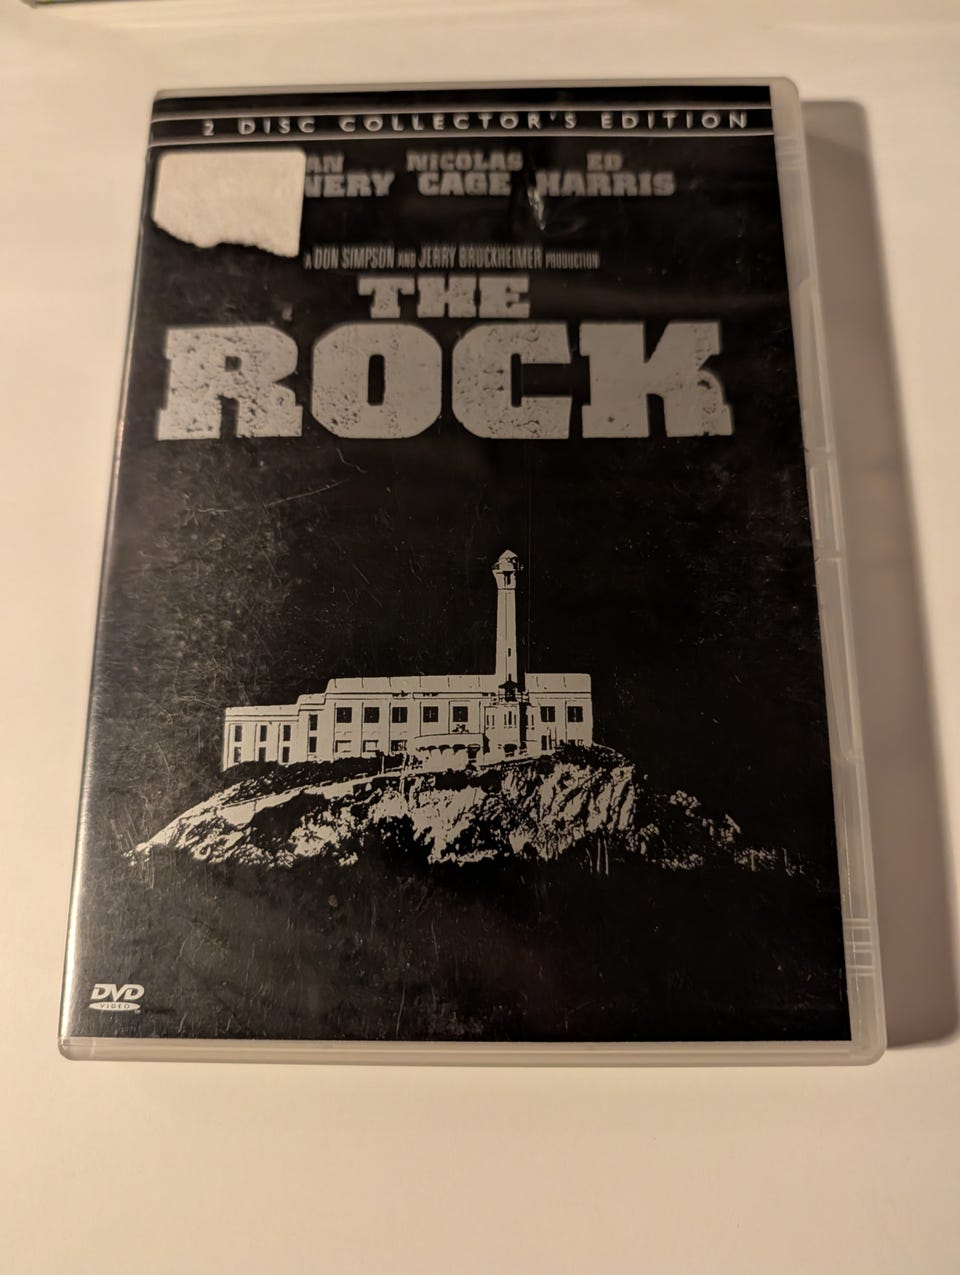 2 DISC COLLECTOR'S EDITION
AN NICOLAS ED
NERY CAGE HARRIS
A DON SIMPSON AND JERRY BRUCKHEIMER PRODUCTION
THE
ROCK
DVD
VIDEO